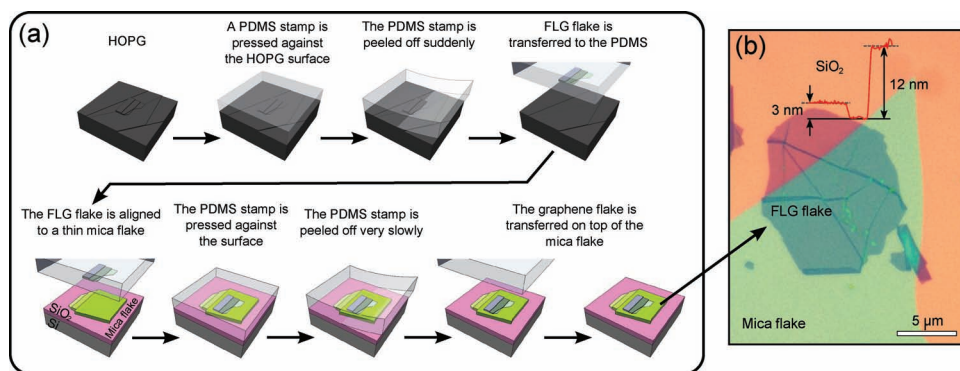 (a)
HOPG
A PDMS stamp is
pressed against
the HOPG surface
The PDMS stamp is
peeled off suddenly
FLG flake is
transferred to the PDMS
The FLG flake is aligned
to a thin mica flake
The PDMS stamp is
pressed against
the surface
The PDMS stamp is
peeled off very slowly
The graphene flake is
transferred on top of the
mica flake
SiO2
Si
Mica flake
(b)
SiO2
12 nm
3 nm
FLG flake
Mica flake
5 µm